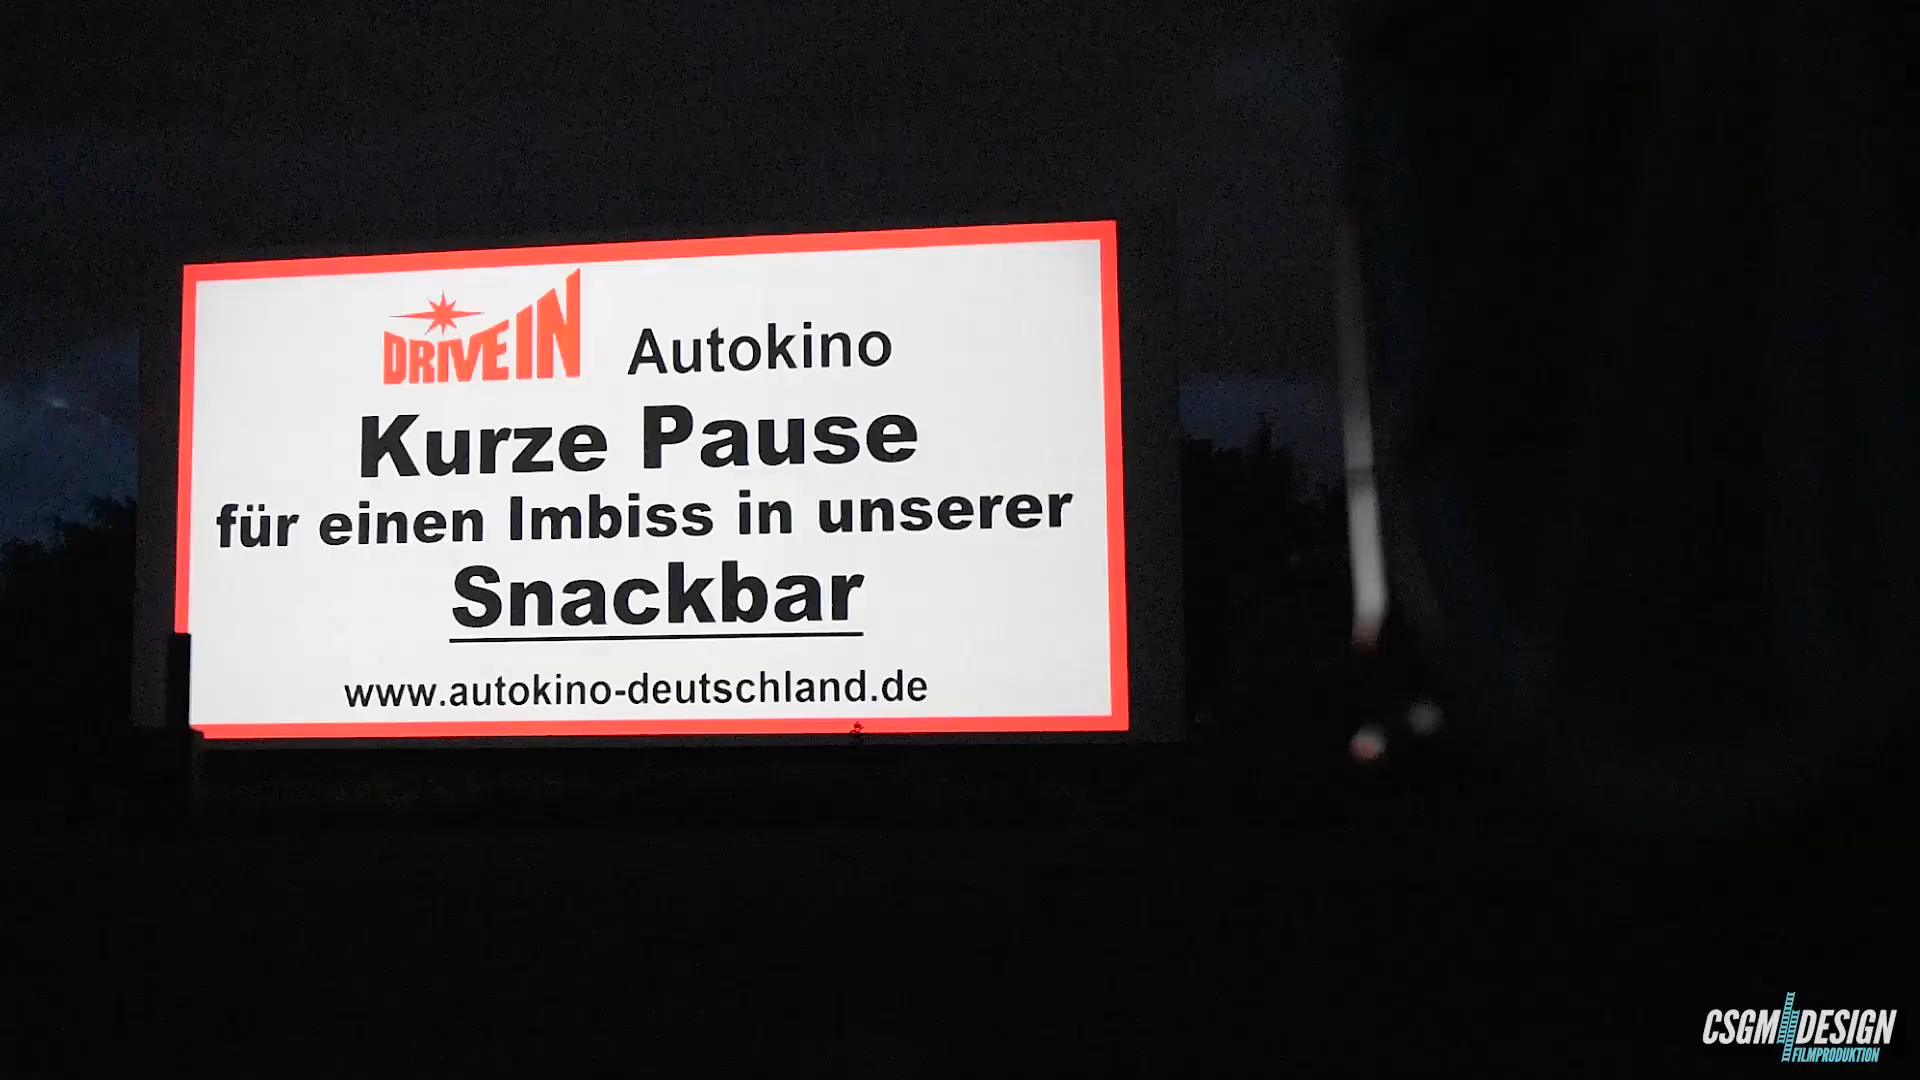 DRIVE IN Autokino
Kurze Pause
für einen Imbiss in unserer
Snackbar
www.autokino-deutschland.de
CSGM DESIGN
FILMPRODUKTION